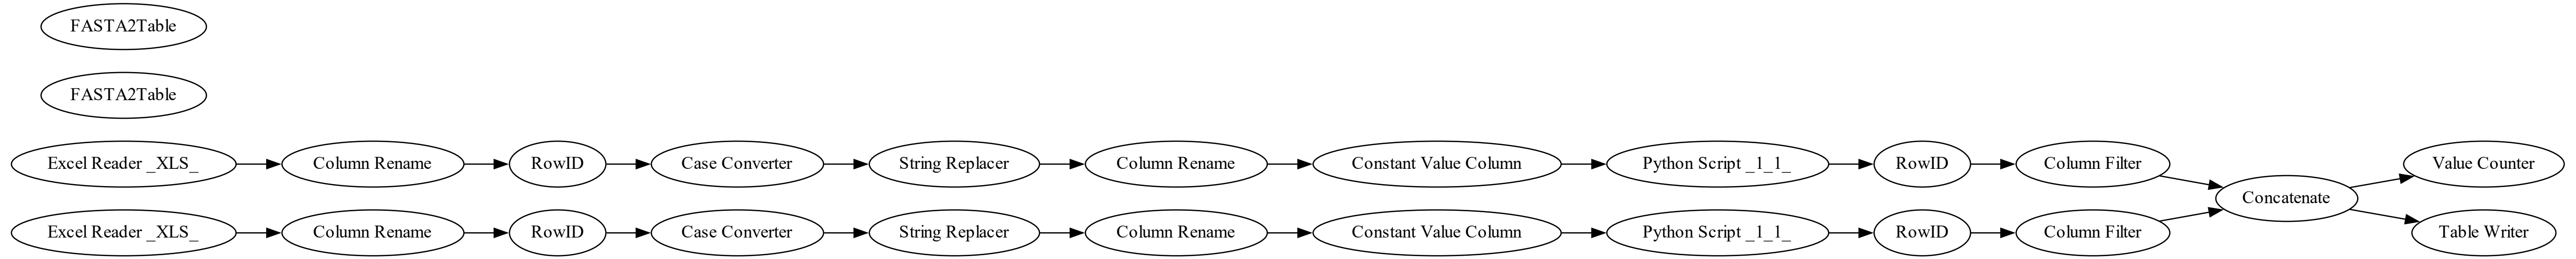 FASTA2Table
FASTA2Table
Excel Reader _XLS_ Column Rename RowID Case Converter String Replacer Column Rename Constant Value Column Python Script _1_1_ RowID Column Filter Value Counter
Concatenate
Excel Reader _XLS_ Column Rename RowID Case Converter String Replacer Column Rename Constant Value Column Python Script _1_1_ RowID Column Filter Table Writer